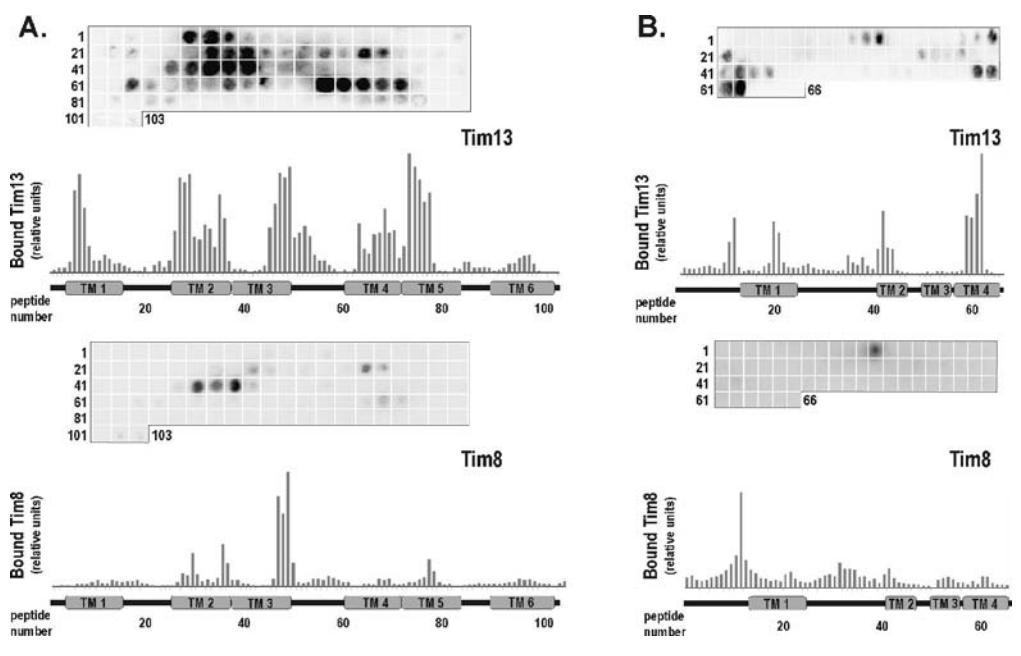 A.
1
21
41
61
81
101 103
Tim13
Bound Tim13
(relative units)
TM 1 TM 2 TM 3 TM 4 TM 5 TM 6
peptide
number
20 40 60 80 100
1
21
41
61
81
101 103
Tim8
Bound Tim8
(relative units)
TM 1 TM 2 TM 3 TM 4 TM 5 TM 6
peptide
number
20 40 60 80 100
B.
1
21
41
61 66
Tim13
Bound Tim13
(relative units)
TM 1 TM 2 TM 3 TM 4
peptide
number
20 40 60
1
21
41
61 66
Tim8
Bound Tim8
(relative units)
TM 1 TM 2 TM 3 TM 4
peptide
number
20 40 60